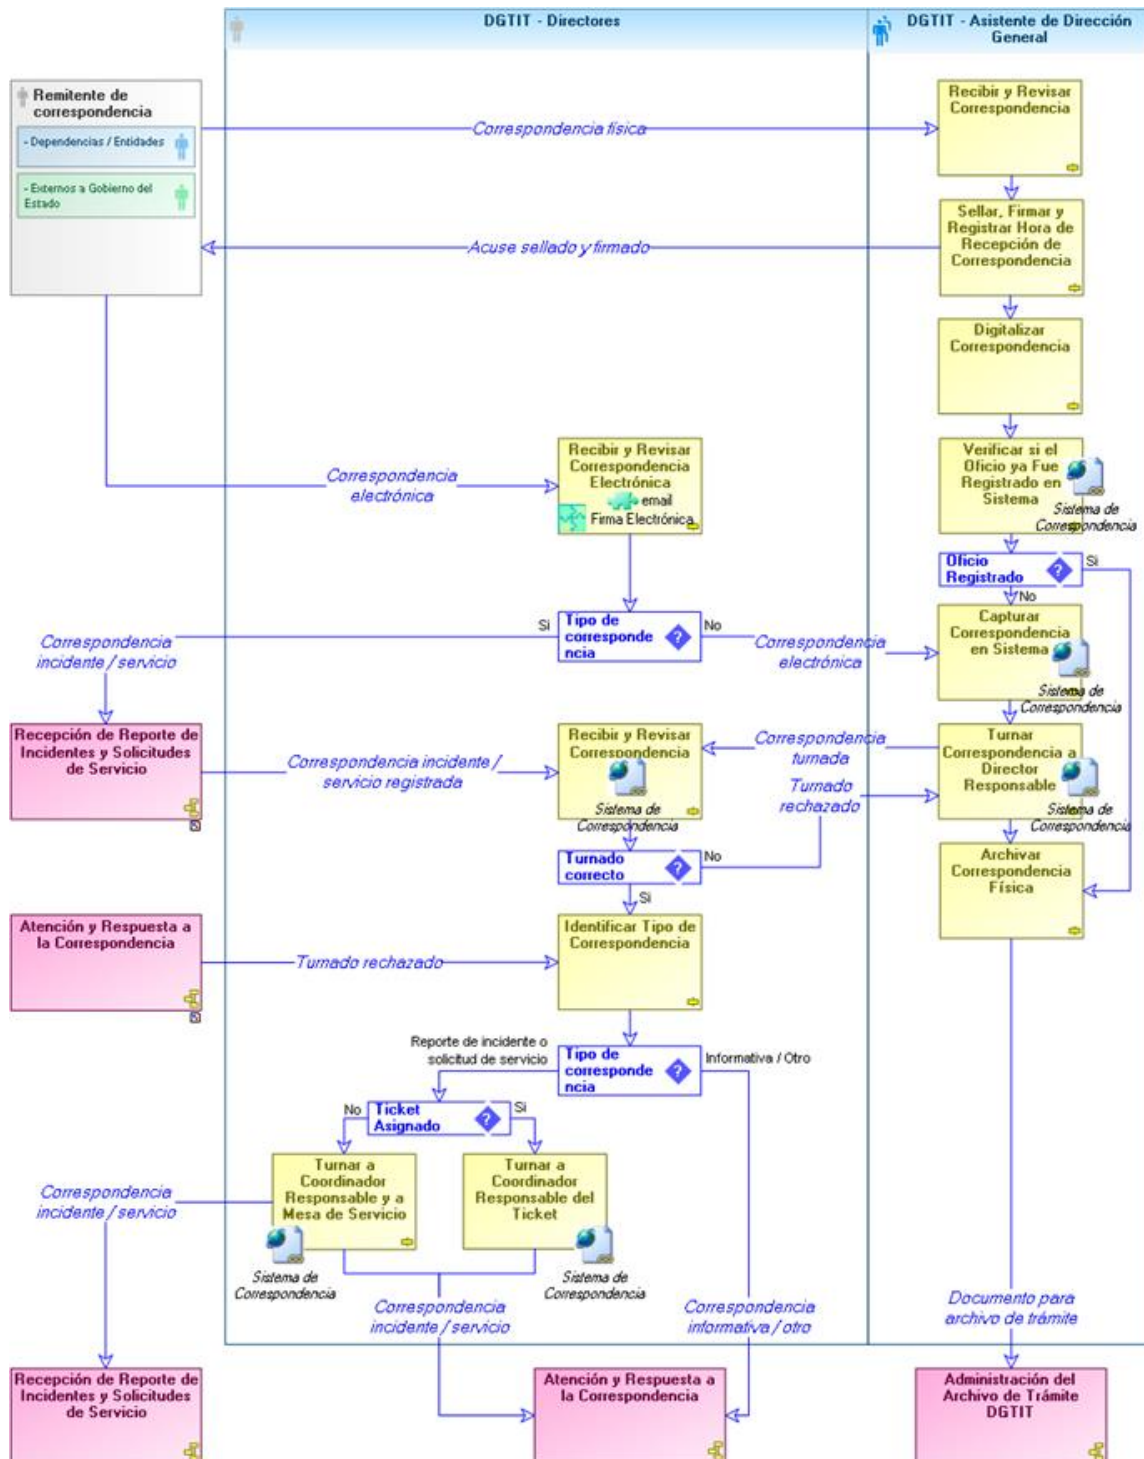 DGTIT - Directores
DGTIT - Asistente de Dirección
General
Remitente de
correspondencia
- Dependencias / Entidades
- Externos a Gobierno del
Estado
Correspondencia física
Recibir y Revisar
Correspondencia
Acuse sellado y firmado
Sellar, Firmar y
Registrar Hora de
Recepción de
Correspondencia
Digitalizar
Correspondencia
Correspondencia
electrónica
Recibir y Revisar
Correspondencia
Electrónica
email
Firma Electrónica
Verificar si el
Oficio ya Fue
Registrado en
Sistema
Sistema de
Correspondencia
Oficio
Registrado
Si
No
Correspondencia
incidente / servicio
Si
Tipo de
corresponde
ncia
No
Correspondencia
electrónica
Capturar
Correspondencia
en Sistema
Sistema de
Correspondencia
Recepción de Reporte de
Incidentes y Solicitudes
de Servicio
Correspondencia incidente /
servicio registrada
Recibir y Revisar
Correspondencia
Sistema de
Correspondencia
Correspondencia
turnada
Turnado
rechazado
Turnar
Correspondencia a
Director
Responsable
Sistema de
Correspondencia
Turnado
correcto
No
Si
Archivar
Correspondencia
Física
Atención y Respuesta a
la Correspondencia
Turnado rechazado
Identificar Tipo de
Correspondencia
Reporte de incidente o
solicitud de servicio
Tipo de
corresponde
ncia
Informativa / Otro
No
Ticket
Asignado
Si
Correspondencia
incidente / servicio
Turnar a
Coordinador
Responsable y a
Mesa de Servicio
Sistema de
Correspondencia
Turnar a
Coordinador
Responsable del
Ticket
Sistema de
Correspondencia
Correspondencia
incidente / servicio
Correspondencia
informativa / otro
Documento para
archivo de trámite
Recepción de Reporte de
Incidentes y Solicitudes
de Servicio
Atención y Respuesta a
la Correspondencia
Administración del
Archivo de Trámite
DGTIT